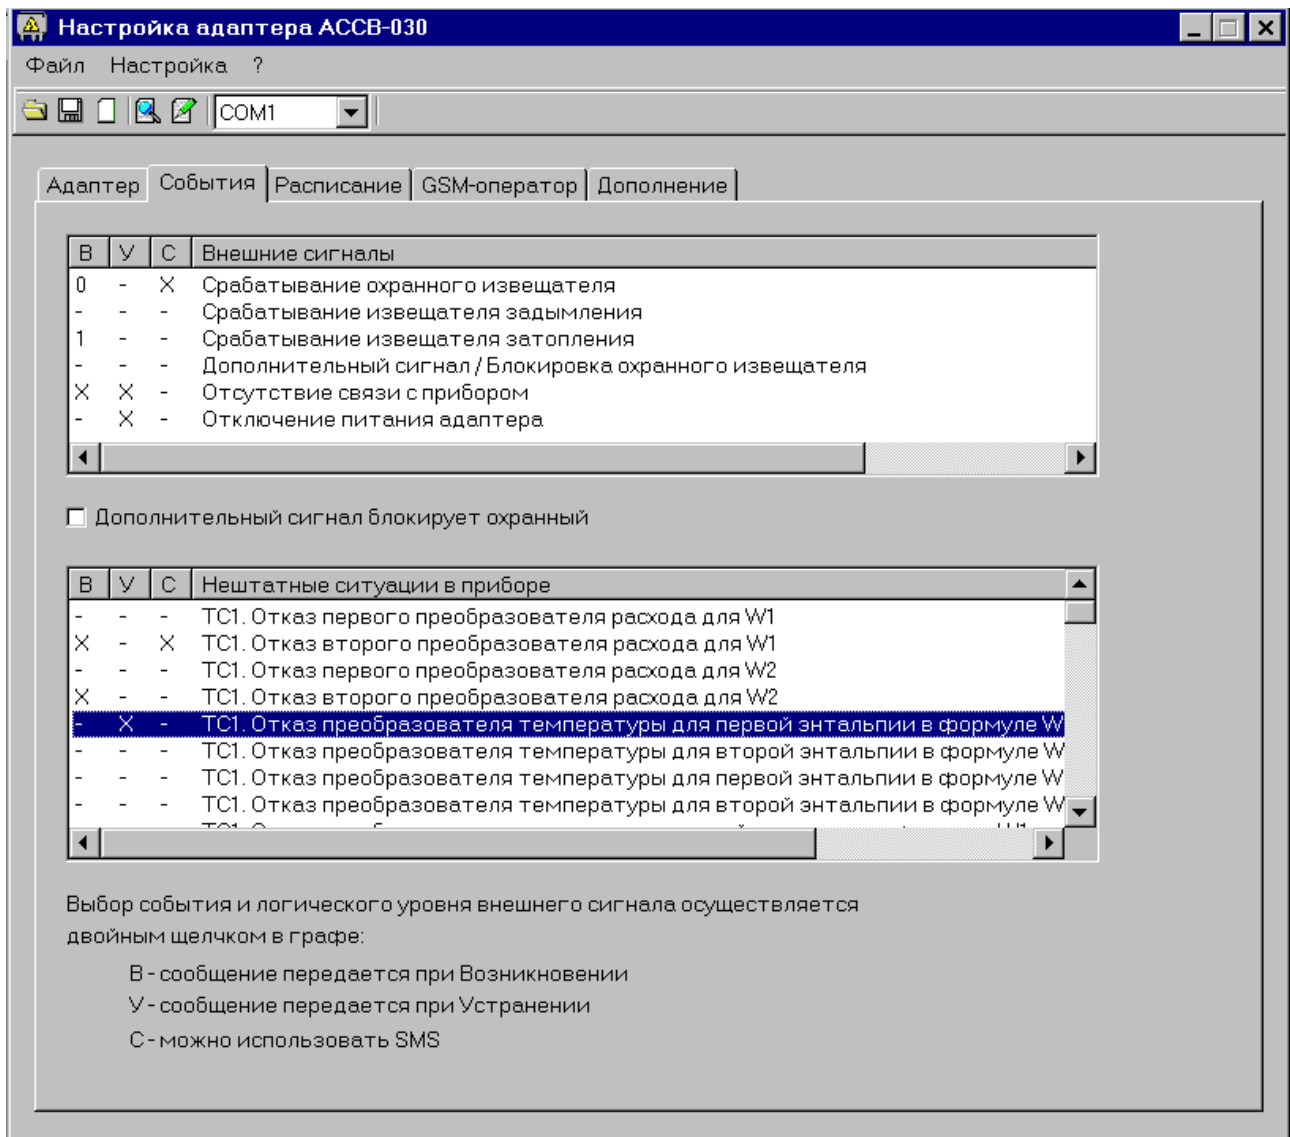 Настройка адаптера АССВ-030
Файл Настройка ?
COM1
Адаптер События Расписание GSM-оператор Дополнение
В У С Внешние сигналы
0 - X Срабатывание охранного извещателя
- - - Срабатывание извещателя задымления
1 - - Срабатывание извещателя затопления
- - - Дополнительный сигнал / Блокировка охранного извещателя
X X - Отсутствие связи с прибором
- X - Отключение питания адаптера
Дополнительный сигнал блокирует охранный
В У С Нештатные ситуации в приборе
- - - ТС1. Отказ первого преобразователя расхода для W1
X - X ТС1. Отказ второго преобразователя расхода для W1
- - - ТС1. Отказ первого преобразователя расхода для W2
X - - ТС1. Отказ второго преобразователя расхода для W2
- X - ТС1. Отказ преобразователя температуры для первой энтальпии в формуле W
- - - ТС1. Отказ преобразователя температуры для второй энтальпии в формуле W
- - - ТС1. Отказ преобразователя температуры для первой энтальпии в формуле W
- - - ТС1. Отказ преобразователя температуры для второй энтальпии в формуле W
Выбор события и логического уровня внешнего сигнала осуществляется
двойным щелчком в графе:
В - сообщение передается при Возникновении
У - сообщение передается при Устранении
С - можно использовать SMS